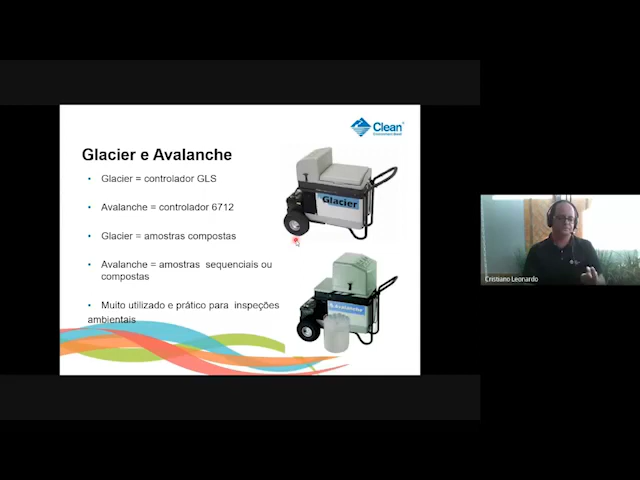 Clean
Glacier e Avalanche
• Glacier = controlador GLS
• Avalanche = controlador 6712
• Glacier = amostras compostas
• Avalanche = amostras sequenciais ou
compostas
• Muito utilizado e prático para inspeções
ambientais
Glacier
Avalanche
Cristiano Leonardo